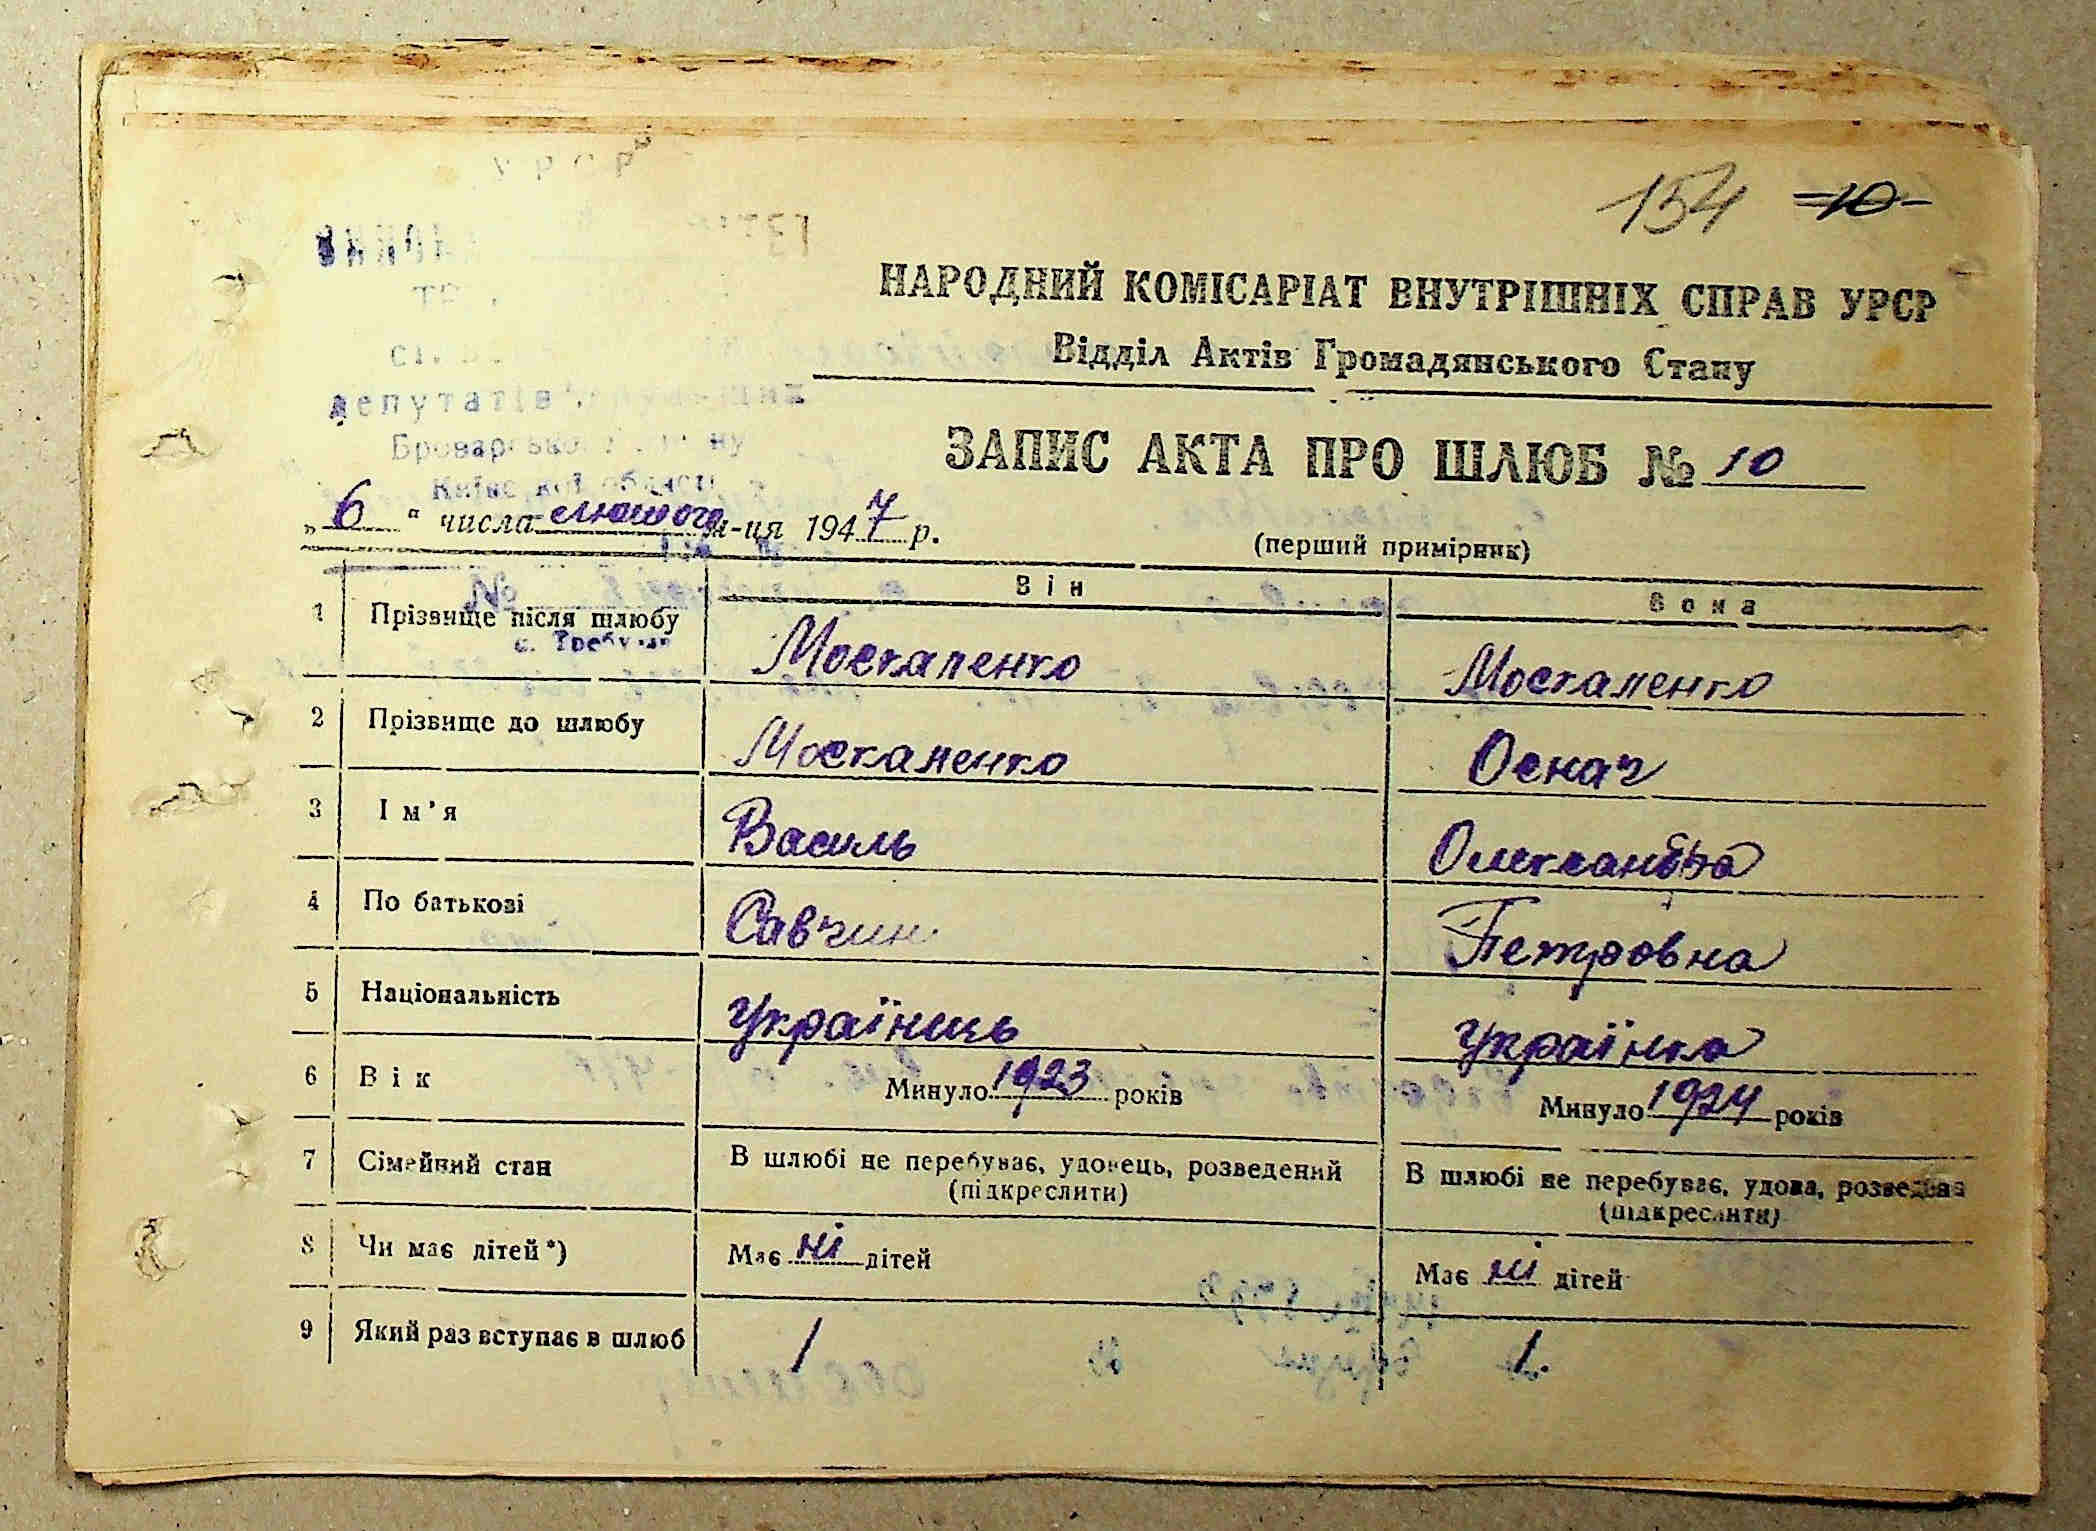 154 10
НАРОДНИЙ КОМІСАРІАТ ВНУТРІШНІХ СПРАВ УРСР
Відділ Актів Громадянського Стану
депутатів
Броварського
Київської області
ЗАПИС АКТА ПРО ШЛЮБ № 10
„6“ числа лютого м-ця 1947 р.
(перший примірник)
№
с. Требухів
Він Вона
1 Прізвище після шлюбу Москаленко Москаленко
2 Прізвище до шлюбу Москаленко Оснач
3 Ім’я Василь Олександра
4 По батькові Савчин Петровна
5 Національність Українець Українка
6 Вік Минуло 1923 років Минуло 1924 років
7 Сімейний стан В шлюбі не перебуває, удовець, розведений В шлюбі не перебуває, удова, розведена
(підкреслити) (підкреслити)
8 Чи має дітей*) Має ні дітей Має ні дітей
9 Який раз вступає в шлюб 1 1.